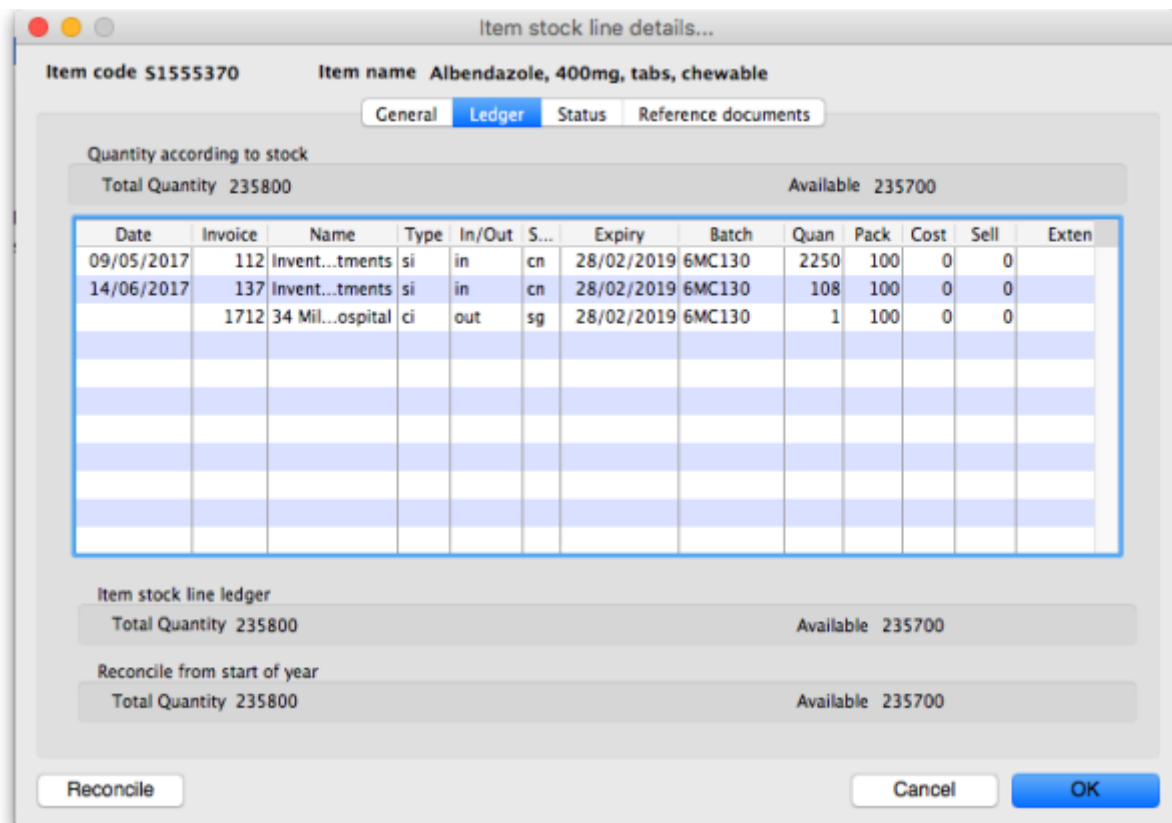 Item stock line details...
Item code S1555370 Item name Albendazole, 400mg, tabs, chewable
General Ledger Status Reference documents
Quantity according to stock
Total Quantity 235800 Available 235700
Date Invoice Name Type In/Out S... Expiry Batch Quan Pack Cost Sell Exten
09/05/2017 112 Invent...tments si in cn 28/02/2019 6MC130 2250 100 0 0
14/06/2017 137 Invent...tments si in cn 28/02/2019 6MC130 108 100 0 0
1712 34 Mil...ospital ci out sg 28/02/2019 6MC130 1 100 0 0
Item stock line ledger
Total Quantity 235800 Available 235700
Reconcile from start of year
Total Quantity 235800 Available 235700
Reconcile Cancel OK